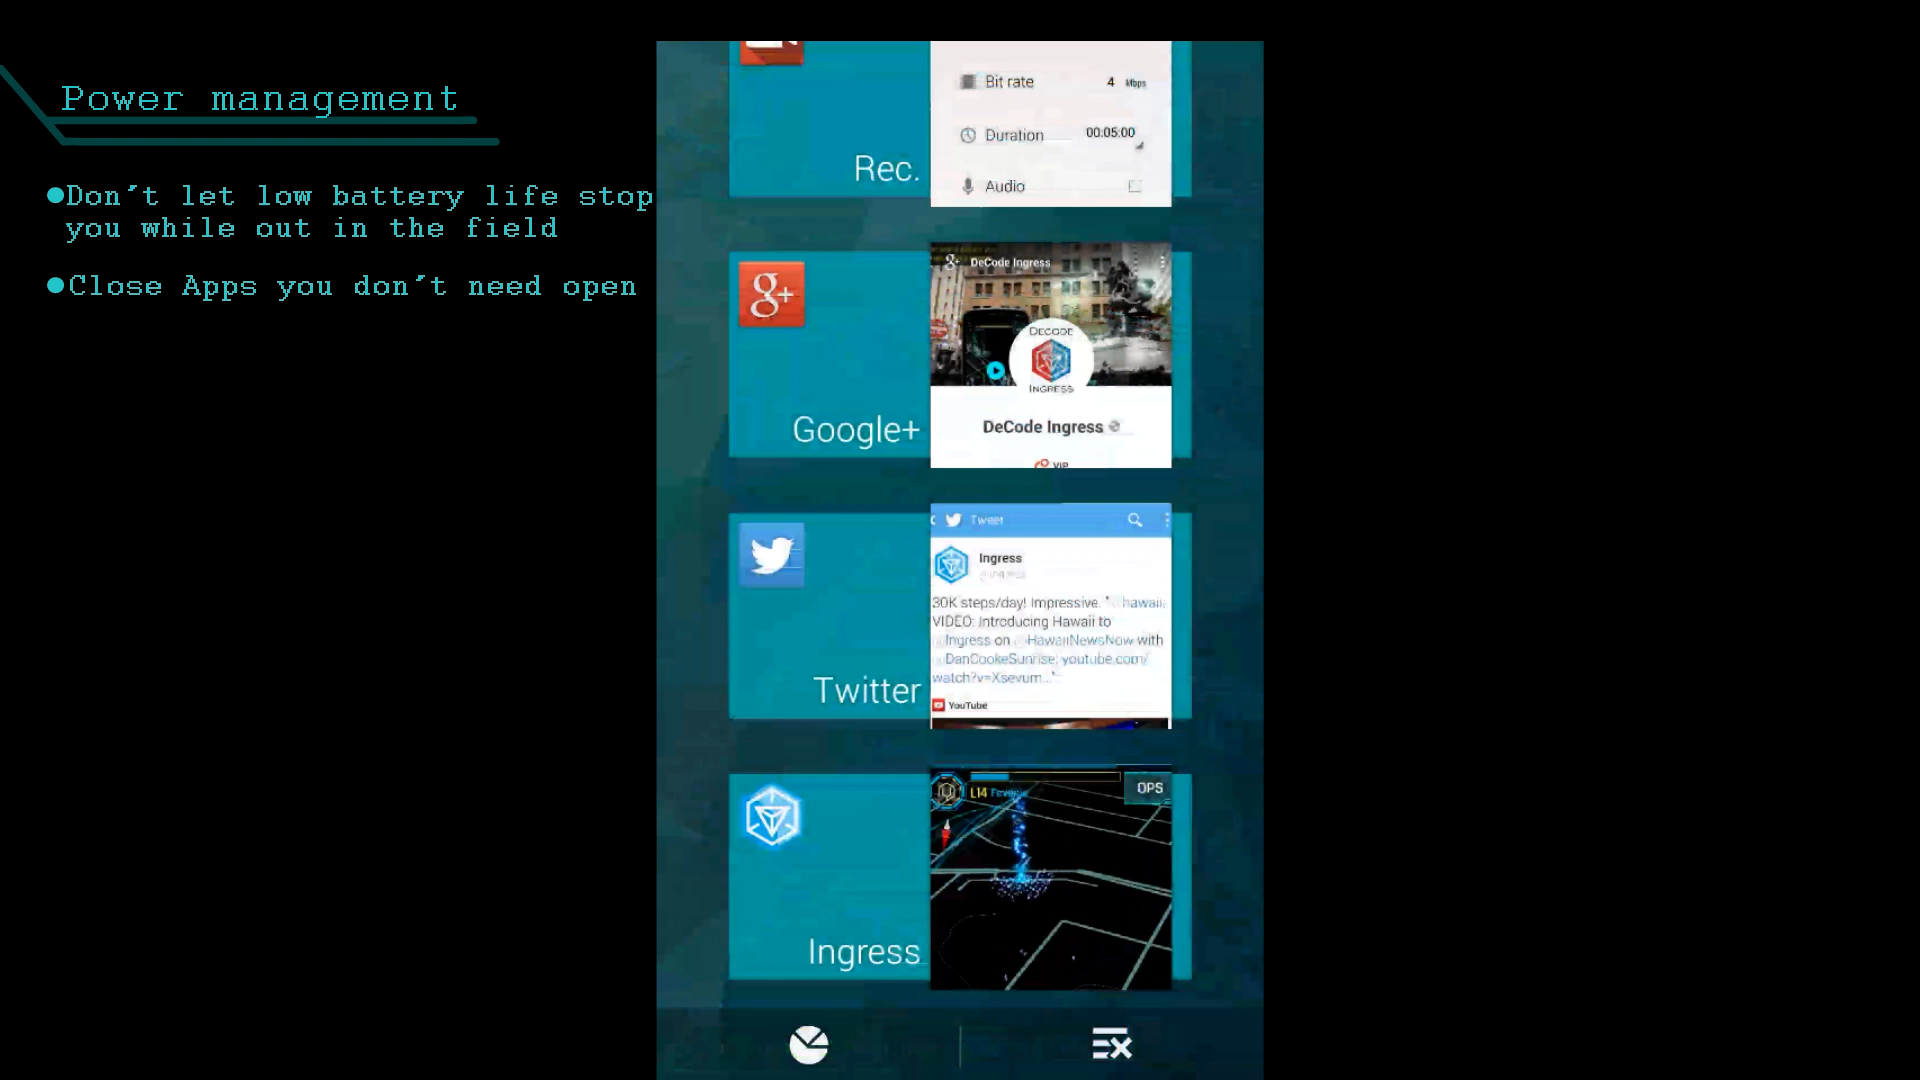 Power management
●Don't let low battery life stop
you while out in the field
●Close Apps you don't need open
Bit rate 4 Mbps
Duration 00:05:00
Audio
Rec.
g+ DeCode Ingress
DECODE
INGRESS
DeCode Ingress
VIP
Google+
Tweet
Ingress
30K steps/day! Impressive. " hawaii
VIDEO: Introducing Hawaii to
Ingress on HawaiiNewsNow with
DanCookeSunrise: youtube.com/
watch?v=Xsevum..."
YouTube
Twitter
L14
OPS
Ingress